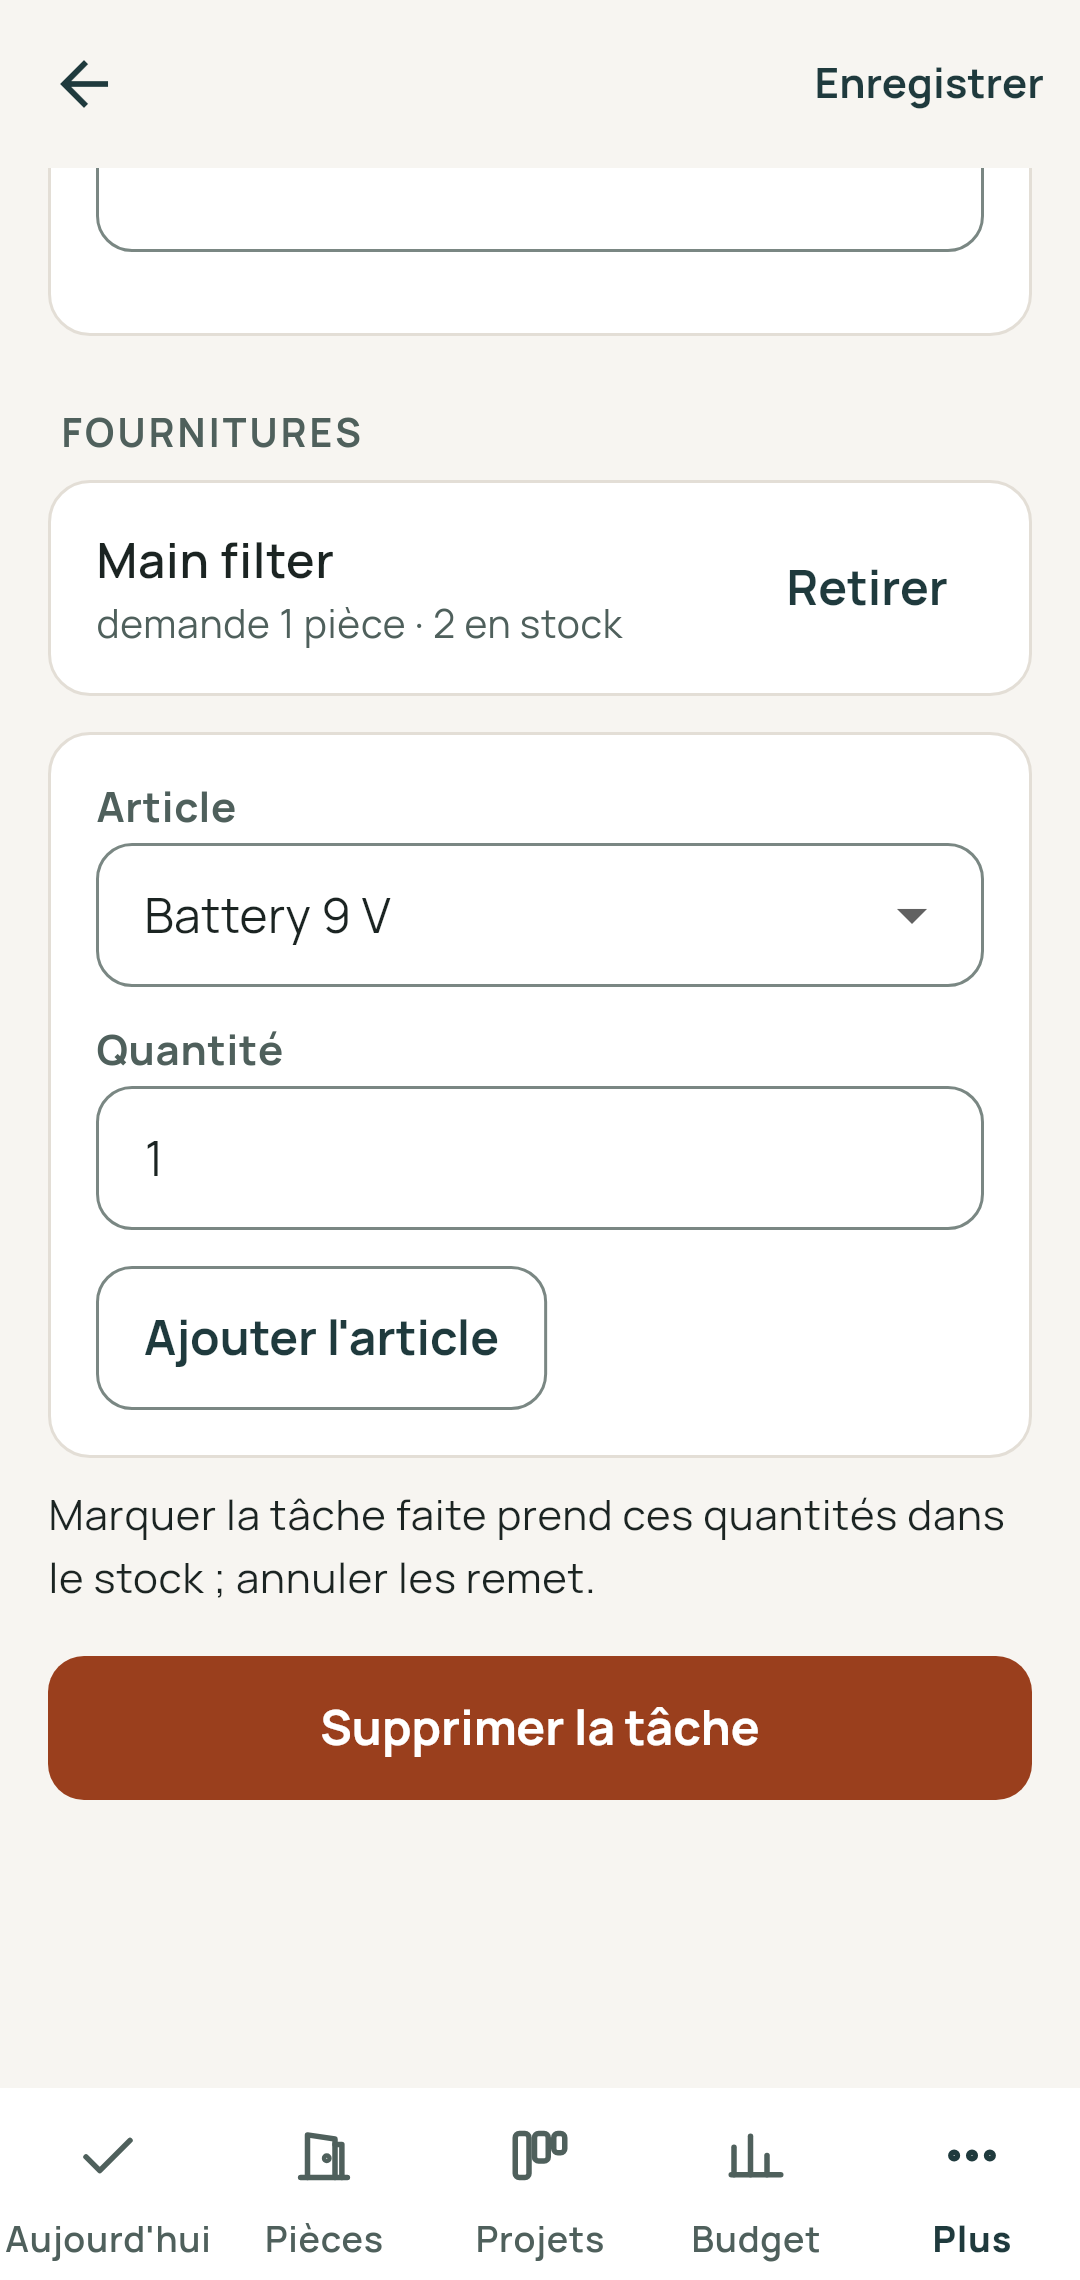 Enregistrer
FOURNITURES
Main filter
demande 1 pièce · 2 en stock
Retirer
Article
Battery 9 V
Quantité
1
Ajouter l'article
Marquer la tâche faite prend ces quantités dans
le stock ; annuler les remet.
Supprimer la tâche
Aujourd'hui
Pièces
Projets
Budget
Plus